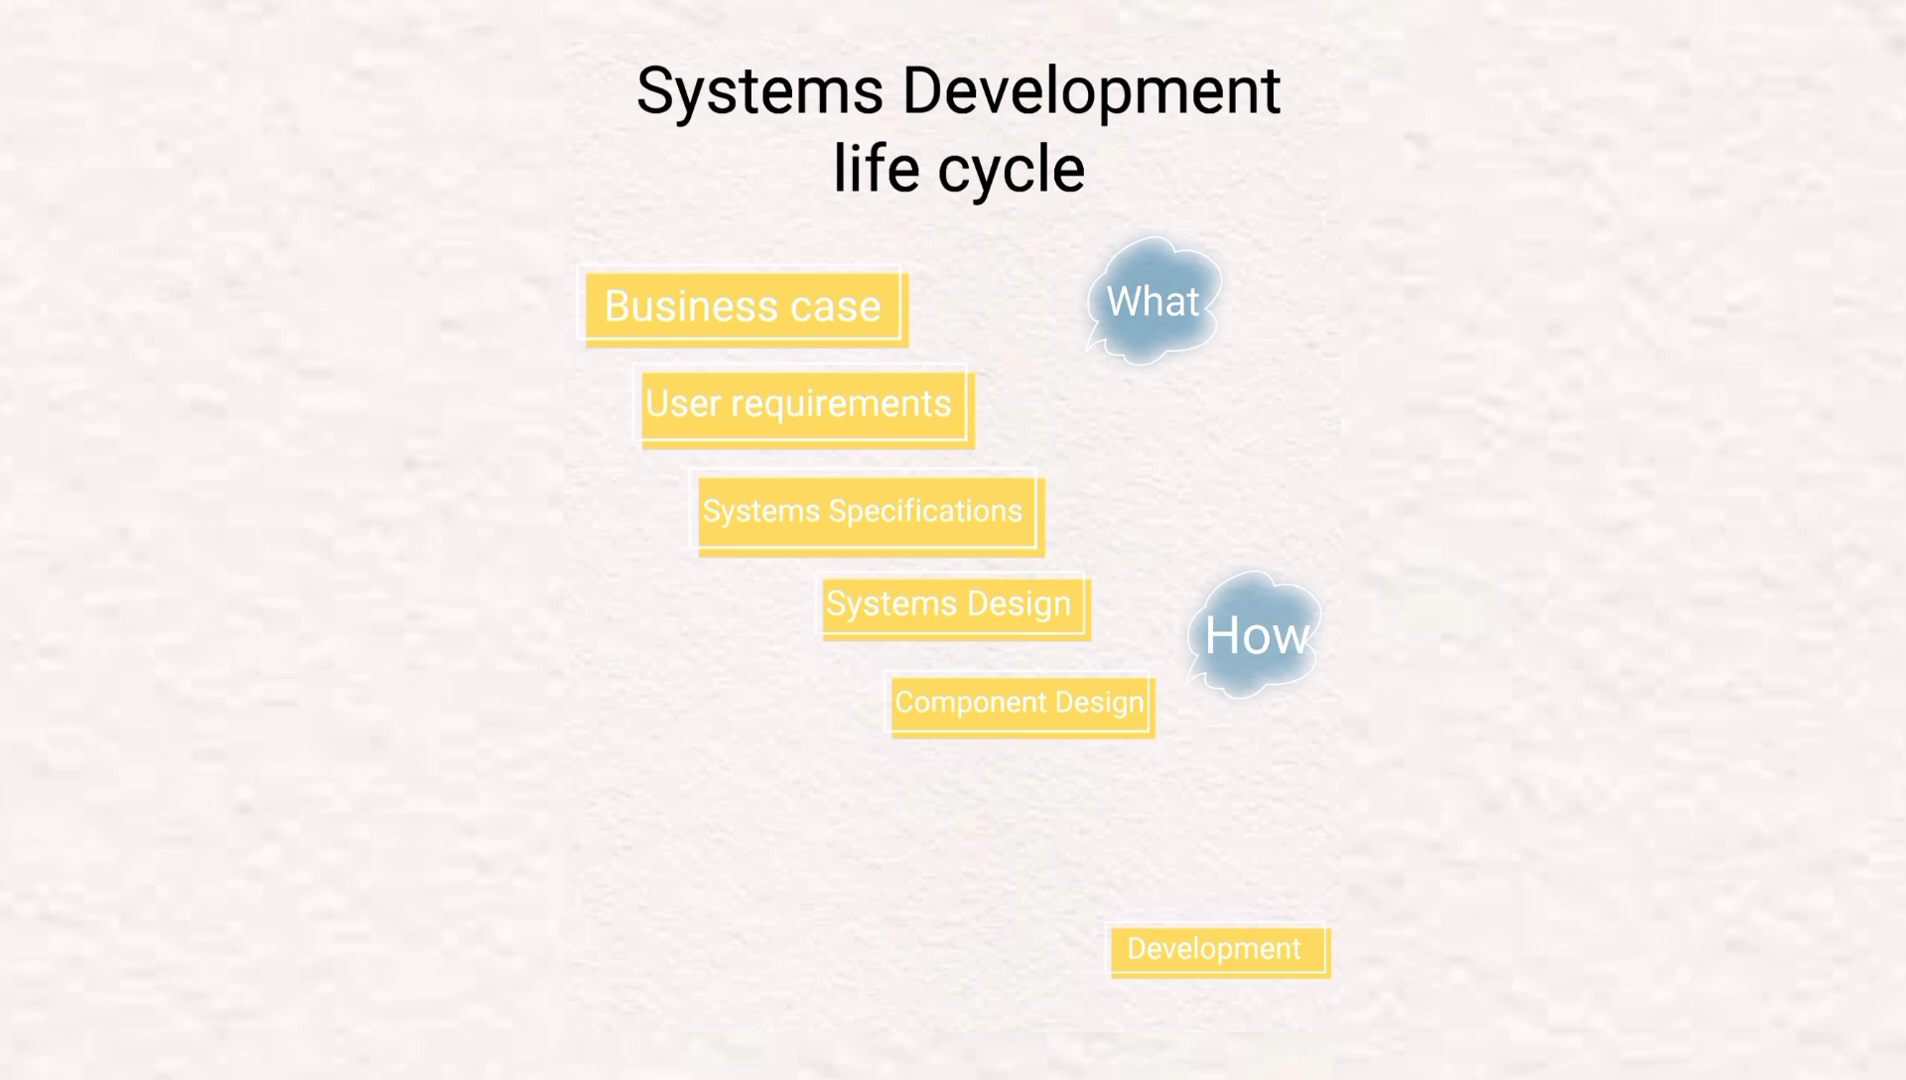 Systems Development
life cycle
Business case
What
User requirements
Systems Specifications
Systems Design
How
Component Design
Development